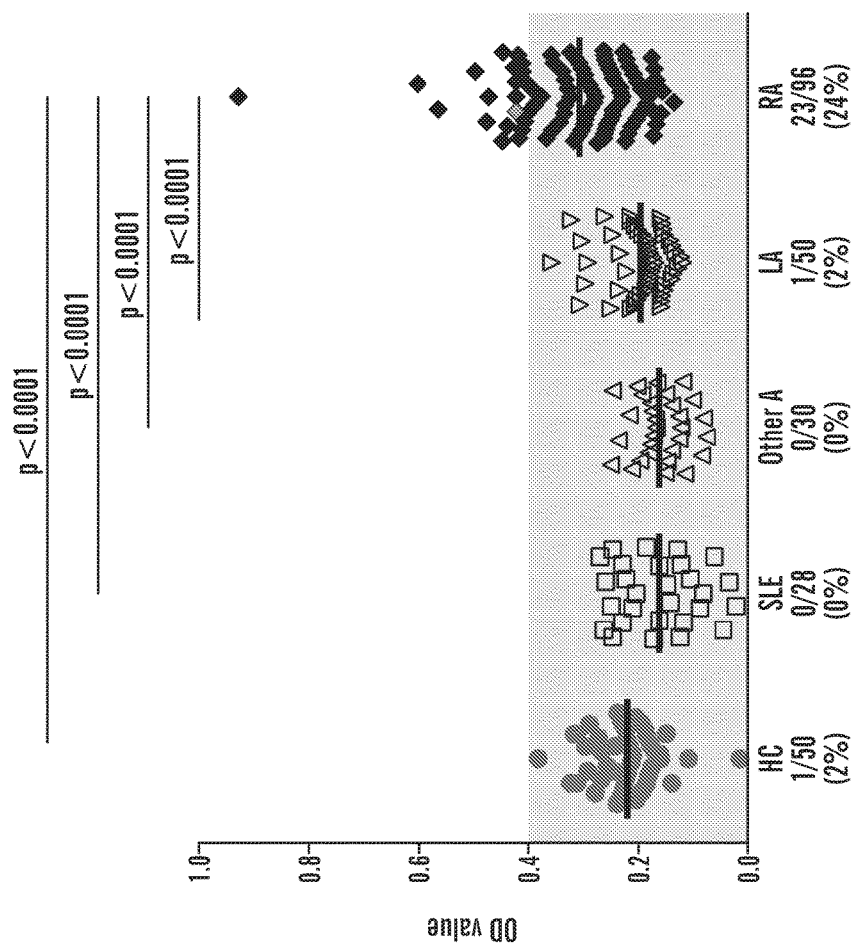 p < 0.0001
p < 0.0001
p < 0.0001
p < 0.0001
OD value
1.0
0.8
0.6
0.4
0.2
0.0
HC
1/50
(2%)
SLE
0/28
(0%)
Other A
0/30
(0%)
LA
1/50
(2%)
RA
23/96
(24%)